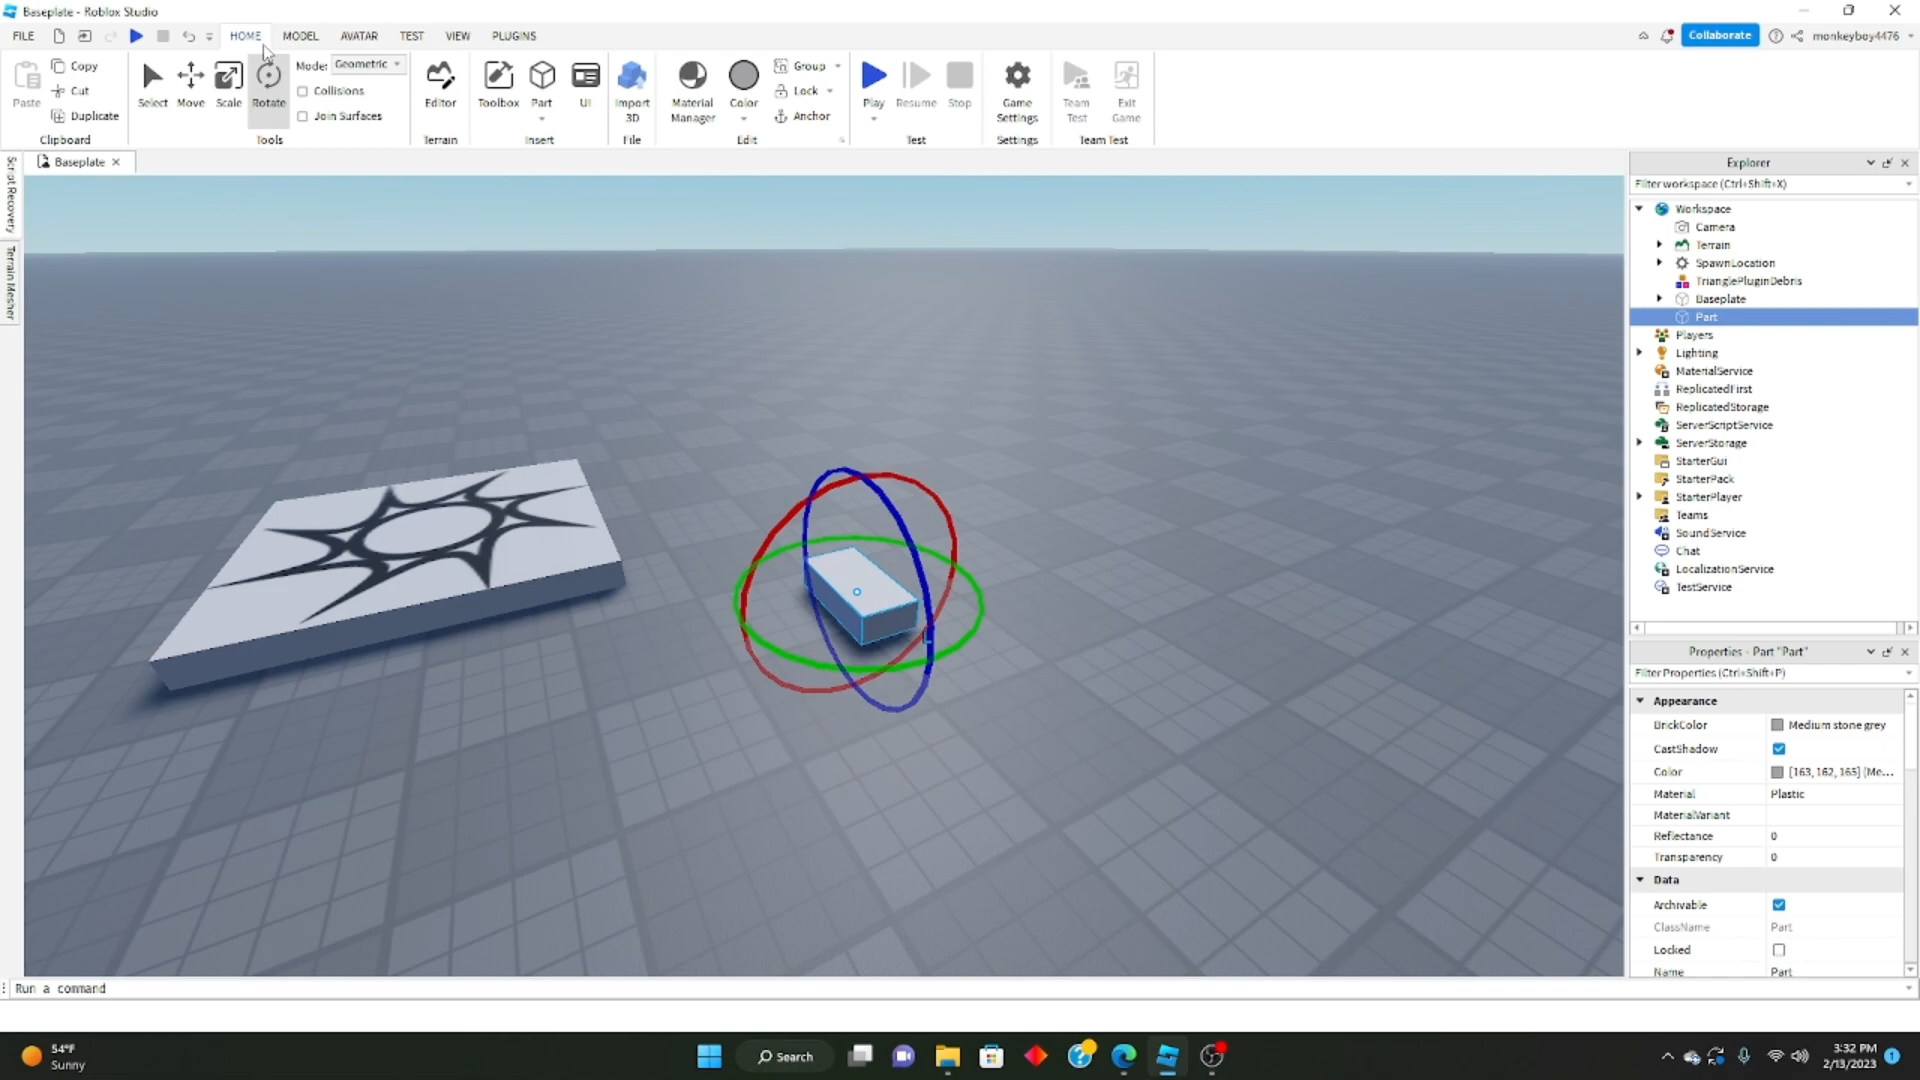 Baseplate - Roblox Studio
FILE HOME MODEL AVATAR TEST VIEW PLUGINS
Collaborate monkeyboy4476
Paste Copy Cut Duplicate
Clipboard
Select Move Scale Rotate
Mode: Geometric
Collisions
Join Surfaces
Tools
Editor
Terrain
Toolbox Part UI
Insert
Import 3D
File
Material Manager Color
Group
Lock
Anchor
Edit
Play Resume Stop
Test
Game Settings
Settings
Team Test Exit Game
Team Test
Baseplate
Script Recovery
Terrain Mesher
Explorer
Filter workspace (Ctrl+Shift+X)
Workspace
Camera
Terrain
SpawnLocation
TrianglePluginDebris
Baseplate
Part
Players
Lighting
MaterialService
ReplicatedFirst
ReplicatedStorage
ServerScriptService
ServerStorage
StarterGui
StarterPack
StarterPlayer
Teams
SoundService
Chat
LocalizationService
TestService
Properties - Part "Part"
Filter Properties (Ctrl+Shift+P)
Appearance
BrickColor Medium stone grey
CastShadow
Color [163, 162, 165] (Me...
Material Plastic
MaterialVariant
Reflectance 0
Transparency 0
Data
Archivable
ClassName Part
Locked
Name Part
Run a command
54°F
Sunny
Search
3:32 PM
2/13/2023
1